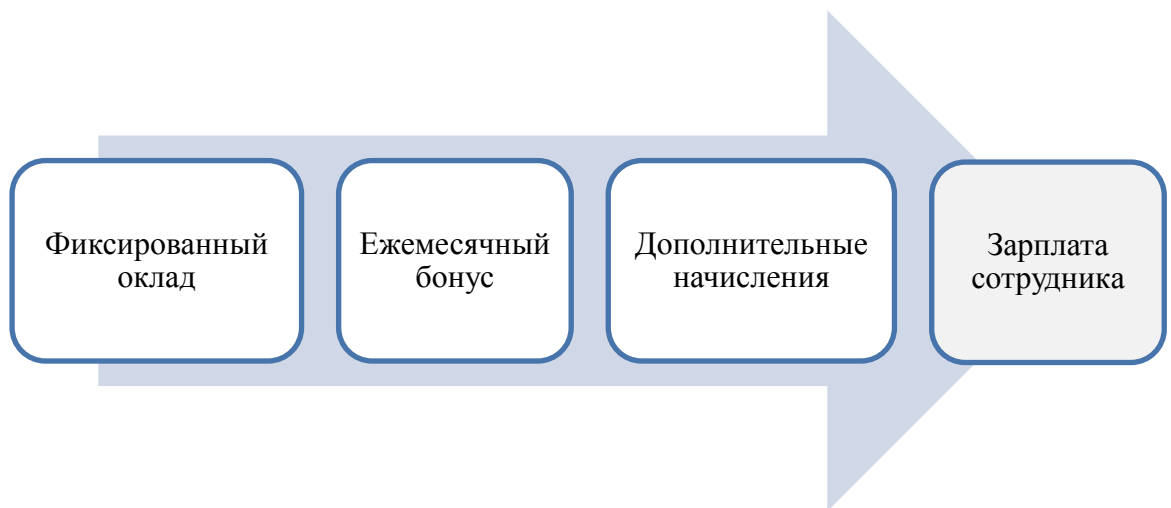 Фиксированный
оклад
Ежемесячный
бонус
Дополнительные
начисления
Зарплата
сотрудника